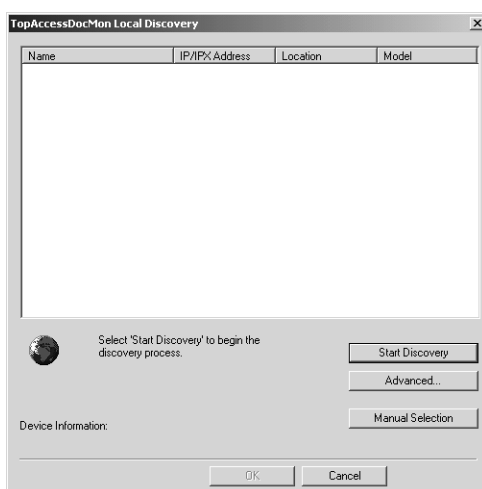 TopAccessDocMon Local Discovery
Name IP/IPX Address Location Model
Select 'Start Discovery' to begin the
discovery process.
Start Discovery
Advanced...
Manual Selection
Device Information:
OK Cancel